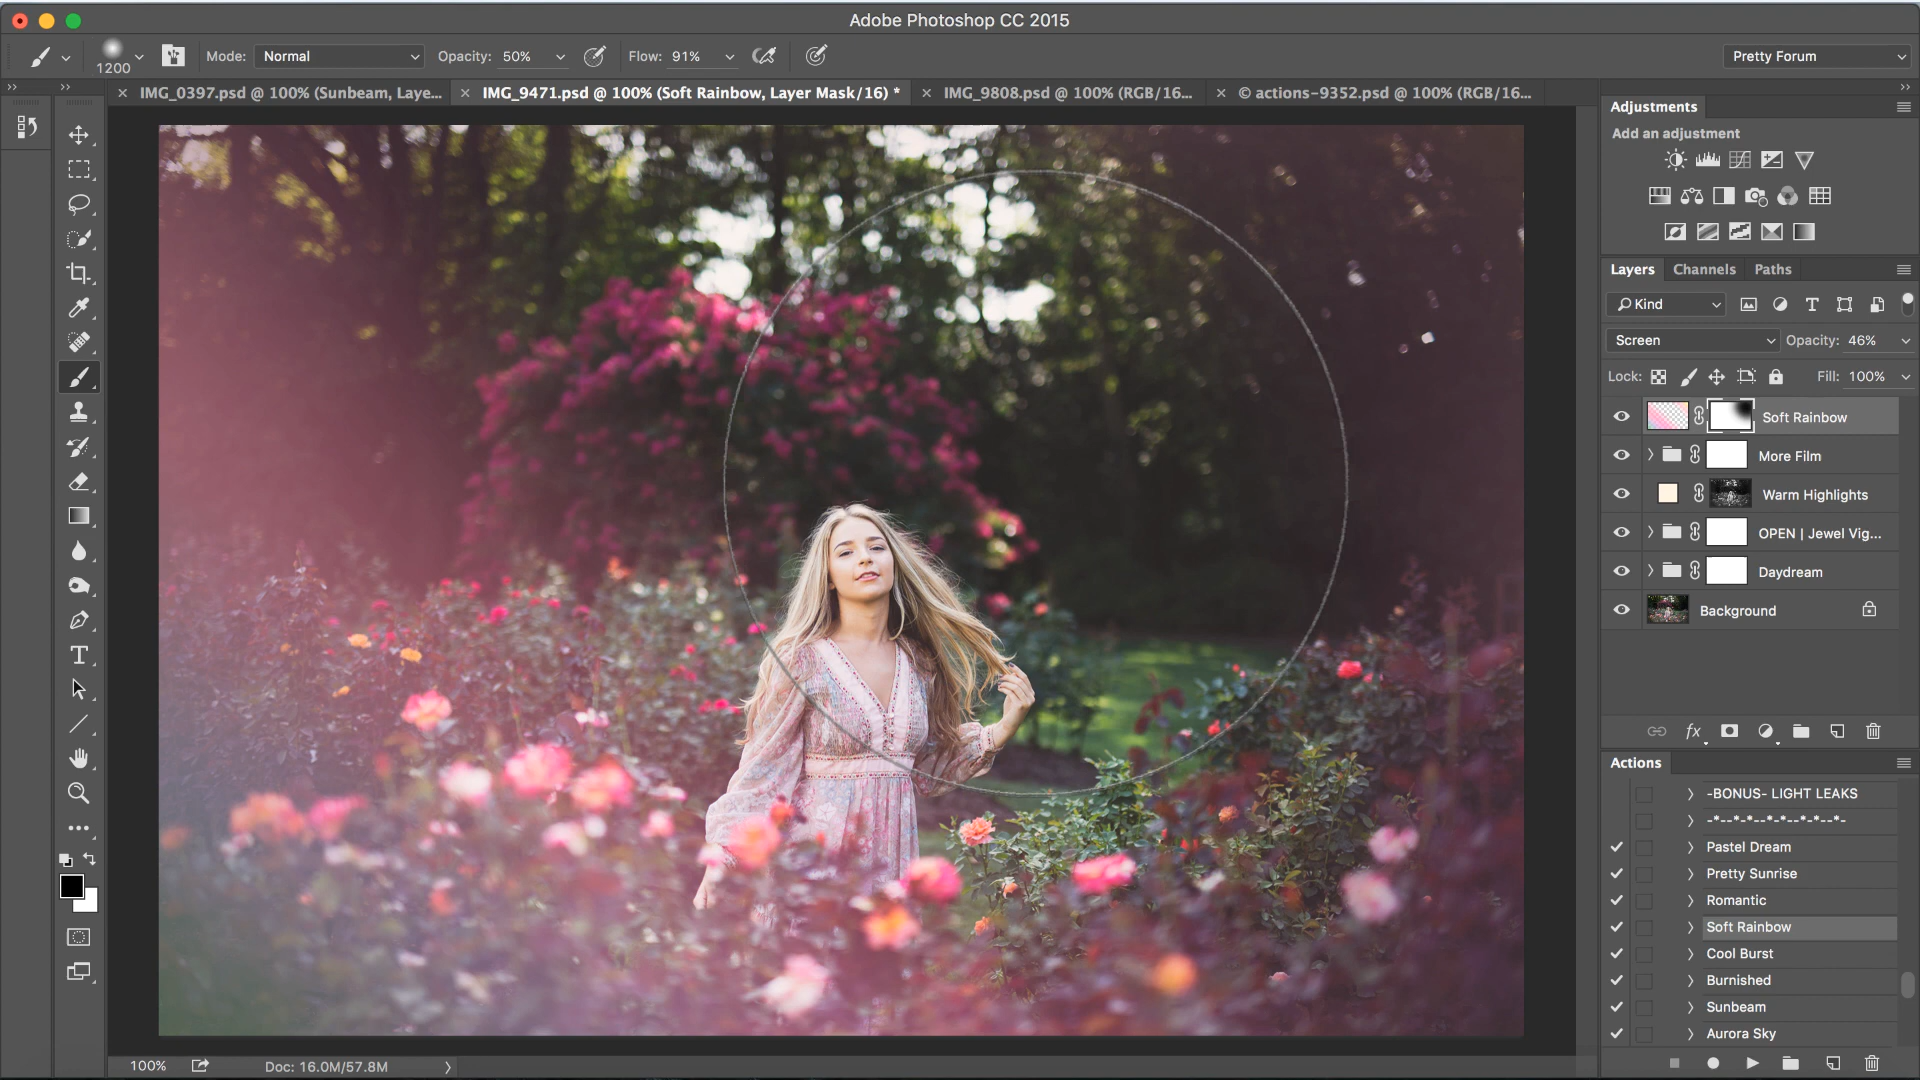 Adobe Photoshop CC 2015
1200
Mode: Normal Opacity: 50% Flow: 91% Pretty Forum
IMG_0397.psd @ 100% (Sunbeam, Laye... IMG_9471.psd @ 100% (Soft Rainbow, Layer Mask/16) * IMG_9808.psd @ 100% (RGB/16... © actions-9352.psd @ 100% (RGB/16...
Adjustments
Add an adjustment
Layers Channels Paths
Kind
Screen Opacity: 46%
Lock: Fill: 100%
Soft Rainbow
More Film
Warm Highlights
OPEN | Jewel Vig...
Daydream
Background
fx
Actions
-BONUS- LIGHT LEAKS
-*--*-*--*-*--*-*--*-
Pastel Dream
Pretty Sunrise
Romantic
Soft Rainbow
Cool Burst
Burnished
Sunbeam
Aurora Sky
100% Doc: 16.0M/57.8M